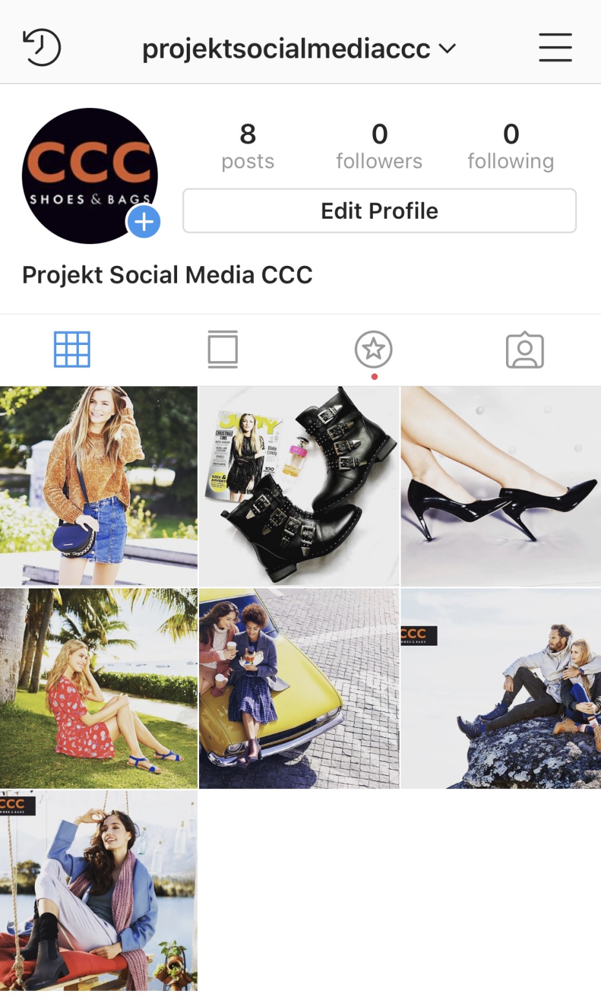 projektsocialmediaccc
CCC
SHOES & BAGS
8 posts
0 followers
0 following
Edit Profile
Projekt Social Media CCC
JOY
CHRISTMAS
TIME
Blake
Lively
100
CCC
CCC